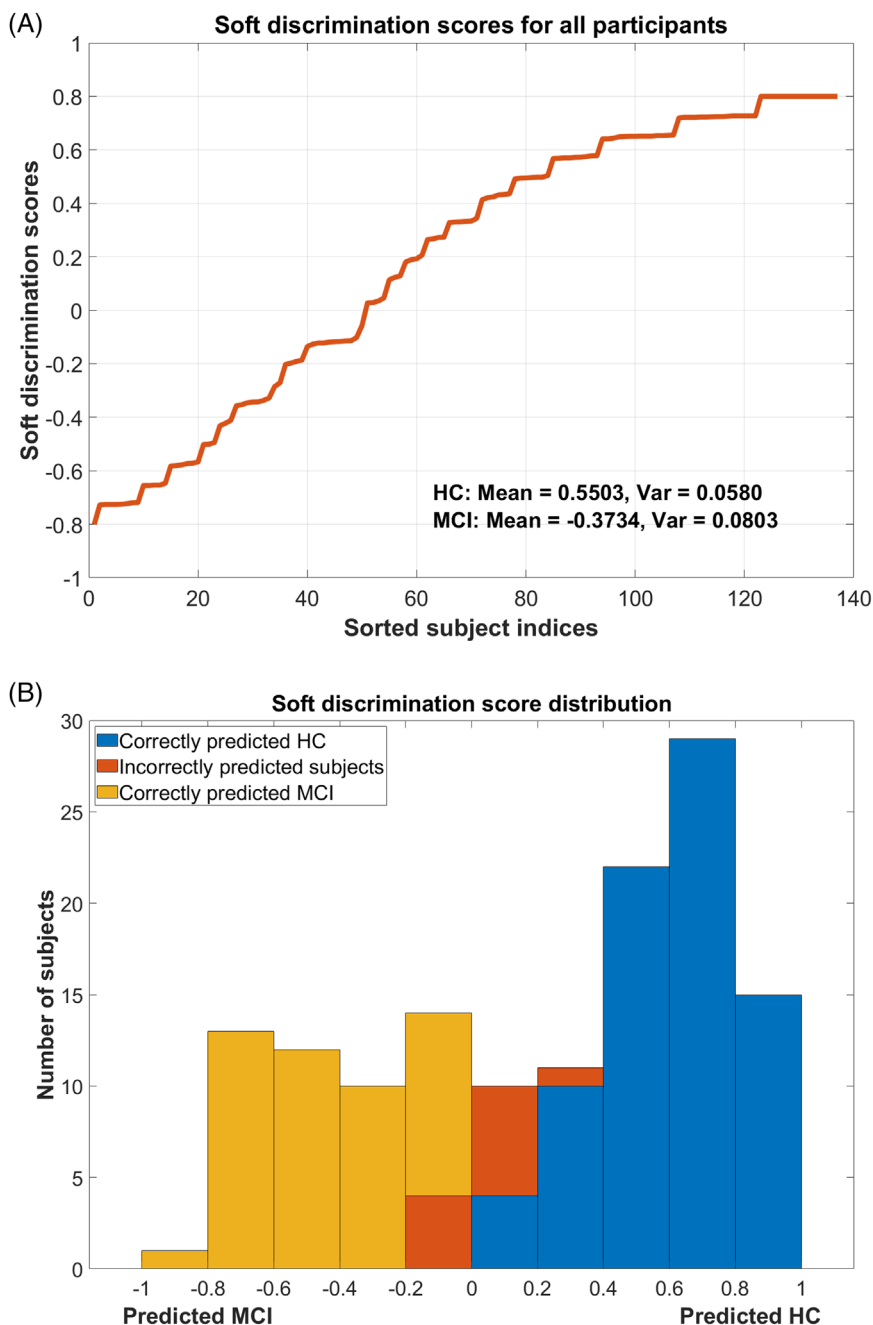 (A)
Soft discrimination scores for all participants
1
0.8
0.6
0.4
0.2
0
-0.2
-0.4
-0.6
-0.8
-1
Soft discrimination scores
HC: Mean = 0.5503, Var = 0.0580
MCI: Mean = -0.3734, Var = 0.0803
0 20 40 60 80 100 120 140
Sorted subject indices
(B)
Soft discrimination score distribution
30
25
20
15
10
5
0
Number of subjects
Correctly predicted HC
Incorrectly predicted subjects
Correctly predicted MCI
-1 -0.8 -0.6 -0.4 -0.2 0 0.2 0.4 0.6 0.8 1
Predicted MCI Predicted HC